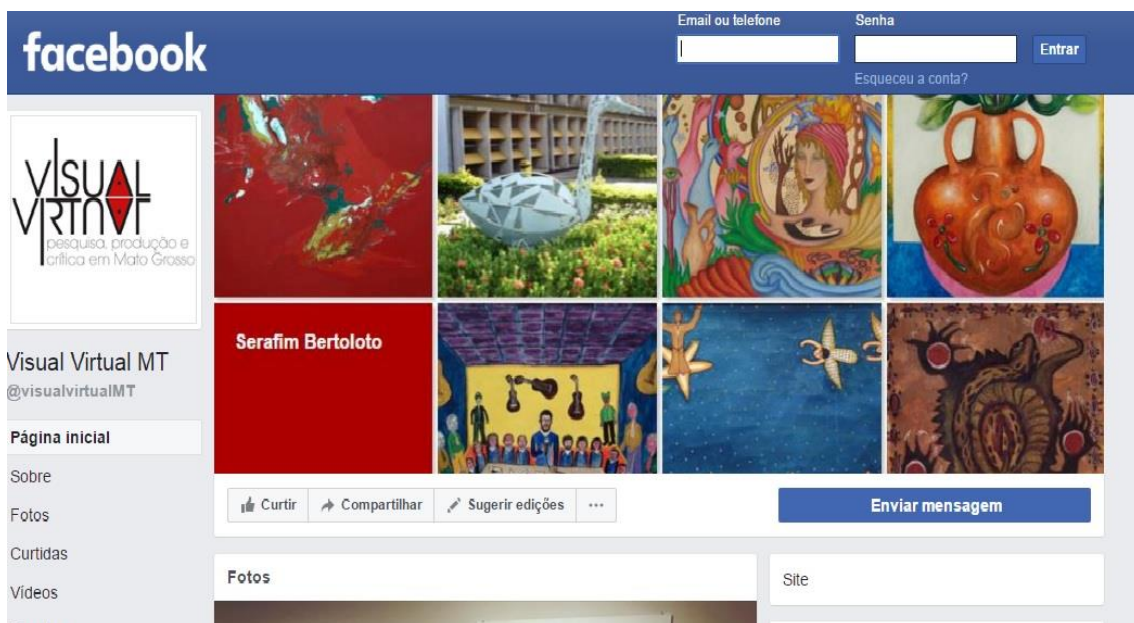 facebook
Email ou telefone
Senha
Entrar
Esqueceu a conta?
VISUAL
VIRTUAL
pesquisa, produção e
crítica em Mato Grosso
Serafim Bertoloto
Visual Virtual MT
@visualvirtualMT
Página inicial
Sobre
Fotos
Curtidas
Vídeos
Curtir
Compartilhar
Sugerir edições
...
Enviar mensagem
Fotos
Site